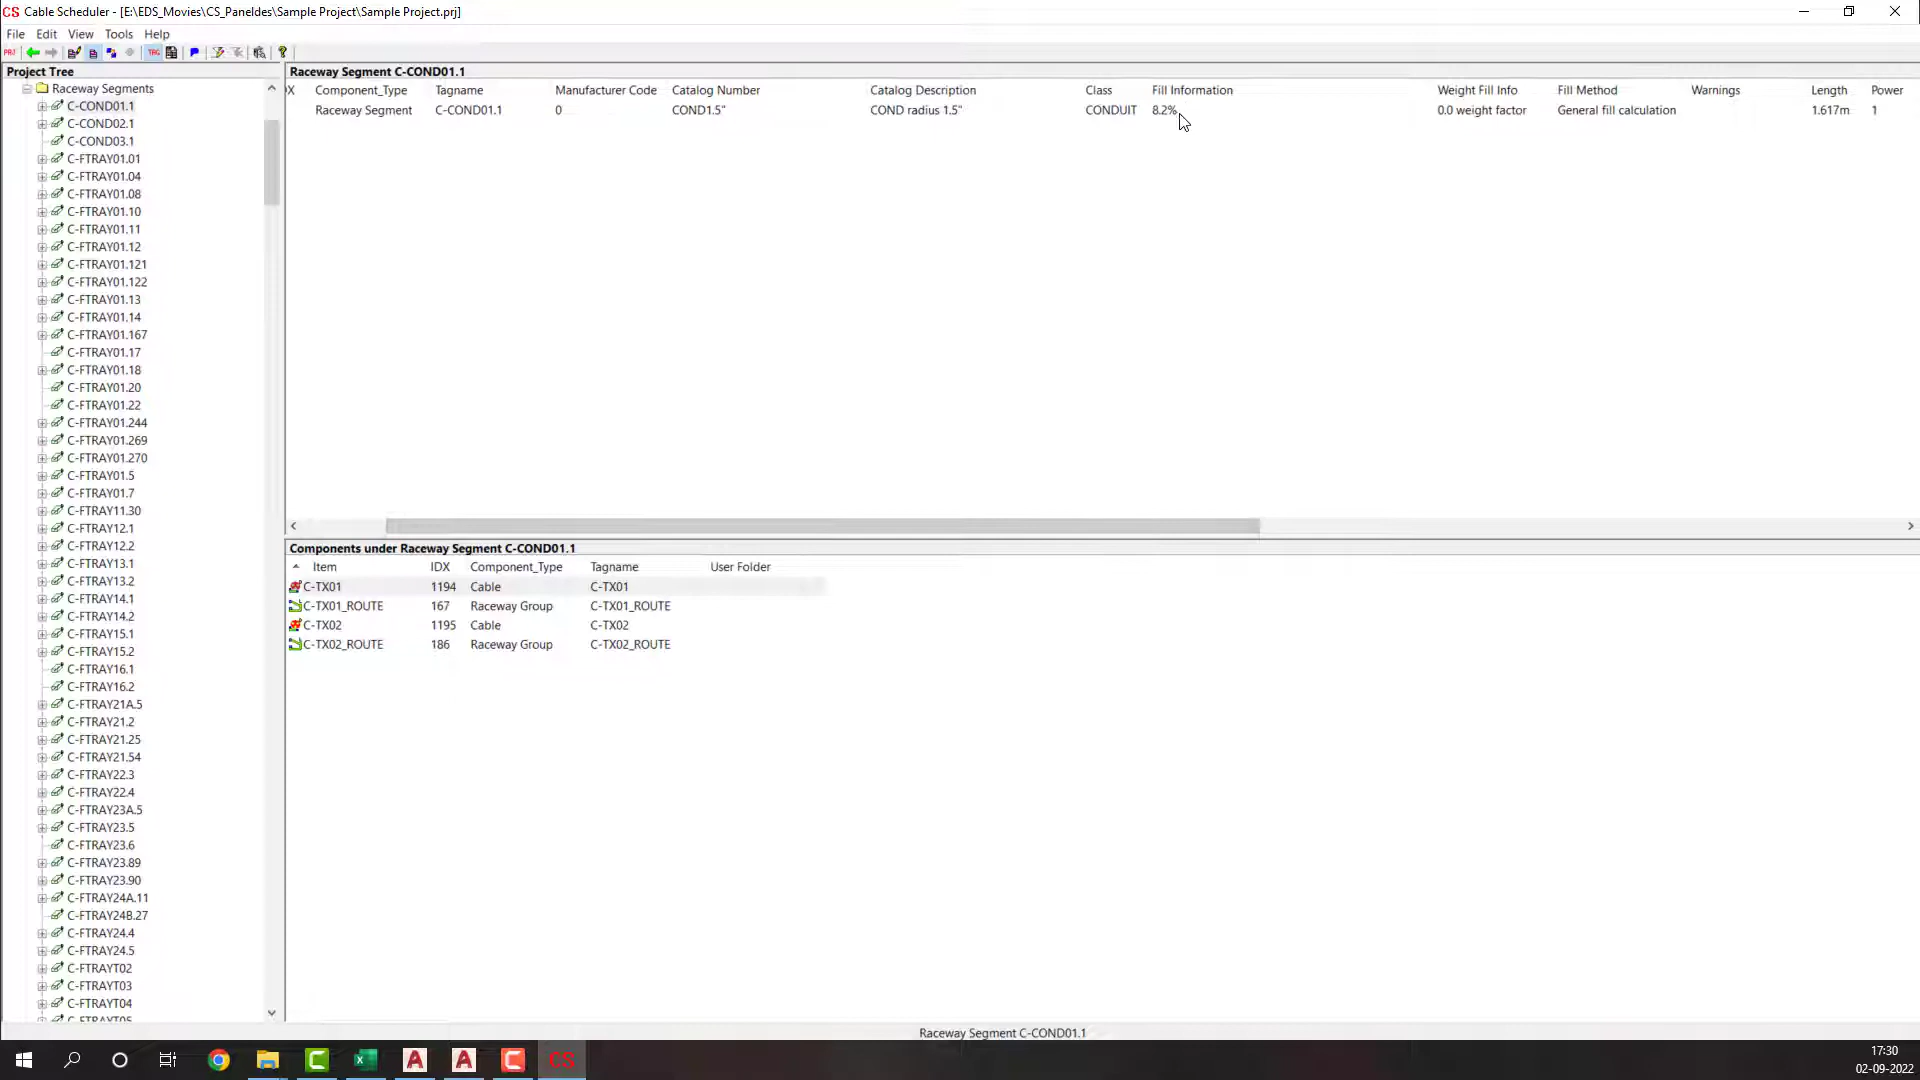 CS Cable Scheduler - [E:\EDS_Movies\CS_Paneldes\Sample Project\Sample Project.prj]
File Edit View Tools Help
Project Tree
Raceway Segments
C-COND01.1
C-COND02.1
C-COND03.1
C-FTRAY01.01
C-FTRAY01.04
C-FTRAY01.08
C-FTRAY01.10
C-FTRAY01.11
C-FTRAY01.12
C-FTRAY01.121
C-FTRAY01.122
C-FTRAY01.13
C-FTRAY01.14
C-FTRAY01.167
C-FTRAY01.17
C-FTRAY01.18
C-FTRAY01.20
C-FTRAY01.22
C-FTRAY01.244
C-FTRAY01.269
C-FTRAY01.270
C-FTRAY01.5
C-FTRAY01.7
C-FTRAY11.30
C-FTRAY12.1
C-FTRAY12.2
C-FTRAY13.1
C-FTRAY13.2
C-FTRAY14.1
C-FTRAY14.2
C-FTRAY15.1
C-FTRAY15.2
C-FTRAY16.1
C-FTRAY16.2
C-FTRAY21A.5
C-FTRAY21.2
C-FTRAY21.25
C-FTRAY21.54
C-FTRAY22.3
C-FTRAY22.4
C-FTRAY23A.5
C-FTRAY23.5
C-FTRAY23.6
C-FTRAY23.89
C-FTRAY23.90
C-FTRAY24A.11
C-FTRAY24B.27
C-FTRAY24.4
C-FTRAY24.5
C-FTRAYT02
C-FTRAYT03
C-FTRAYT04
C-FTRAYT05
Raceway Segment C-COND01.1
Component_Type Tagname Manufacturer Code Catalog Number Catalog Description Class Fill Information Weight Fill Info Fill Method Warnings Length Power
Raceway Segment C-COND01.1 0 COND1.5" COND radius 1.5" CONDUIT 8.2% 0.0 weight factor General fill calculation 1.617m 1
Components under Raceway Segment C-COND01.1
Item IDX Component_Type Tagname User Folder
C-TX01 1194 Cable C-TX01
C-TX01_ROUTE 167 Raceway Group C-TX01_ROUTE
C-TX02 1195 Cable C-TX02
C-TX02_ROUTE 186 Raceway Group C-TX02_ROUTE
Raceway Segment C-COND01.1
CS
17:30
02-09-2022